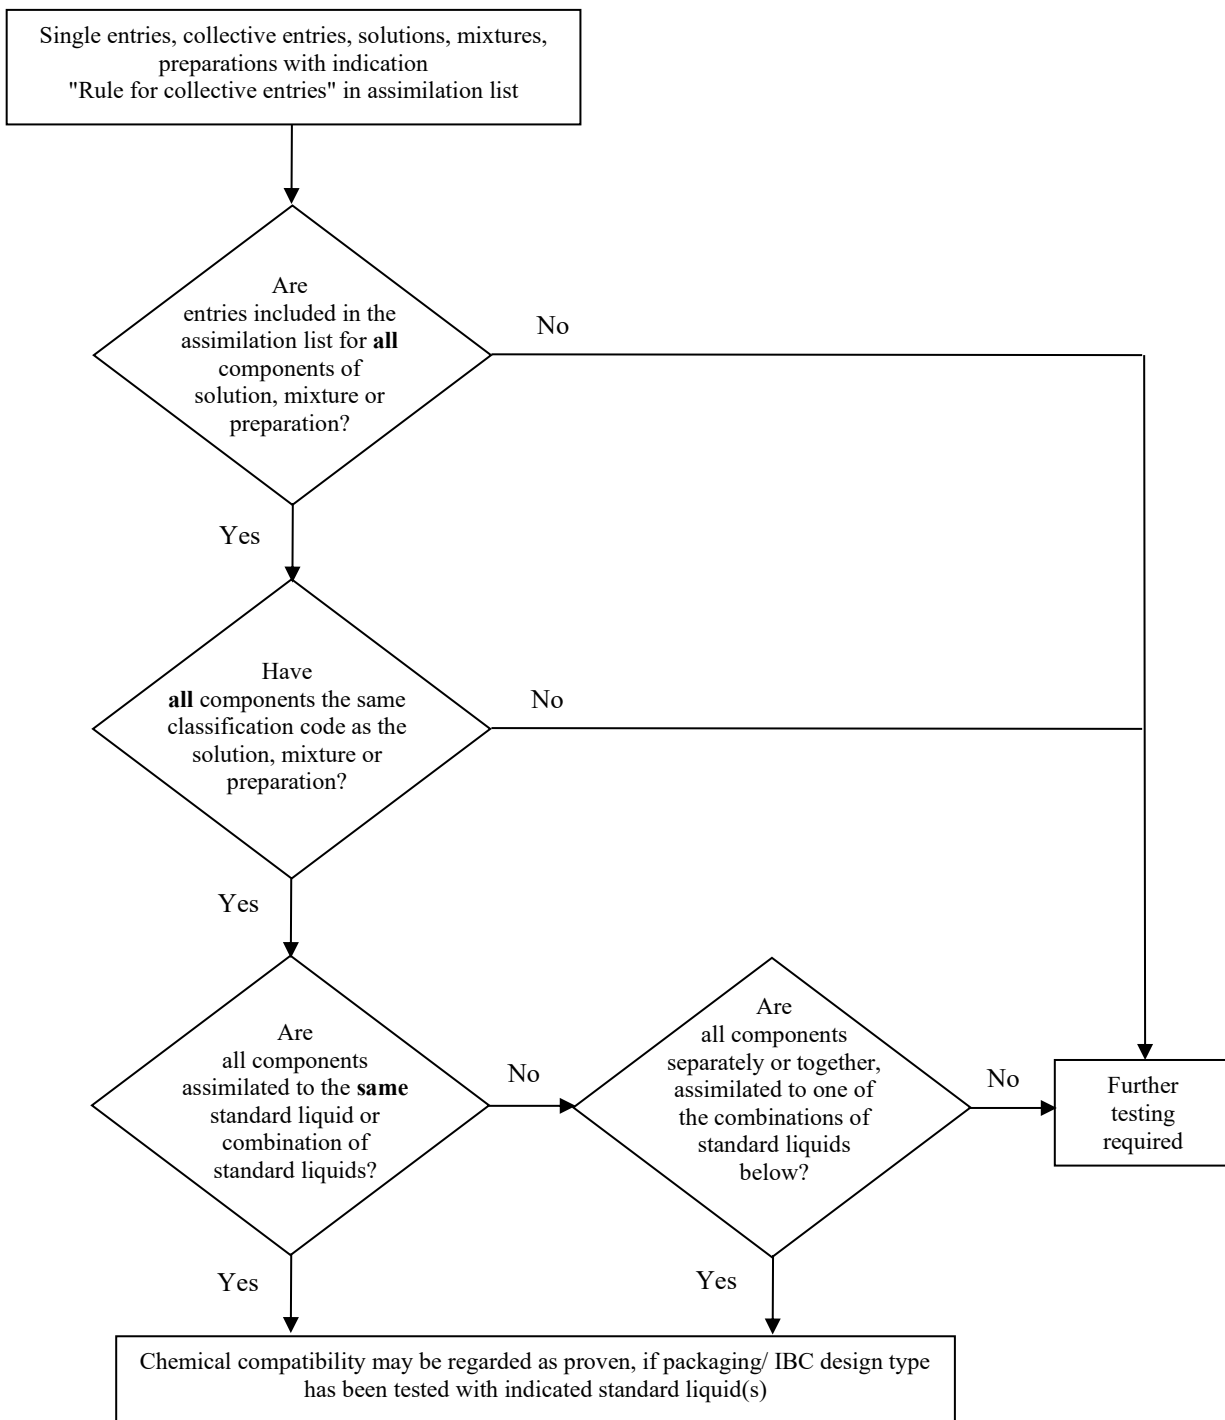 Single entries, collective entries, solutions, mixtures,
preparations with indication
"Rule for collective entries" in assimilation list
Are
entries included in the
assimilation list for all
components of
solution, mixture or
preparation?
No
Yes
Have
all components the same
classification code as the
solution, mixture or
preparation?
No
Yes
Are
all components
assimilated to the same
standard liquid or
combination of
standard liquids?
No
Are
all components
separately or together,
assimilated to one of
the combinations of
standard liquids
below?
No
Further
testing
required
Yes
Yes
Chemical compatibility may be regarded as proven, if packaging/ IBC design type
has been tested with indicated standard liquid(s)